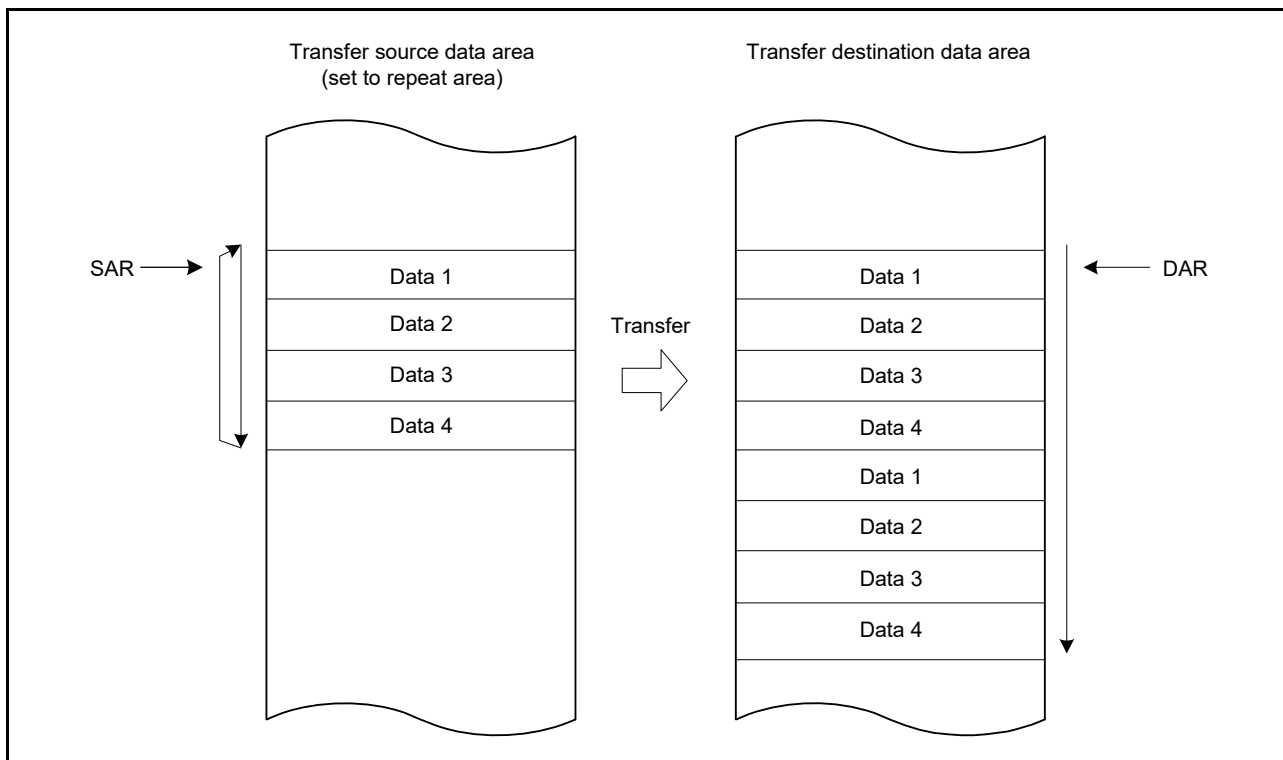 Transfer source data area
(set to repeat area)
Transfer destination data area
SAR
Data 1
Data 2
Data 3
Data 4
Transfer
Data 1
Data 2
Data 3
Data 4
Data 1
Data 2
Data 3
Data 4
DAR